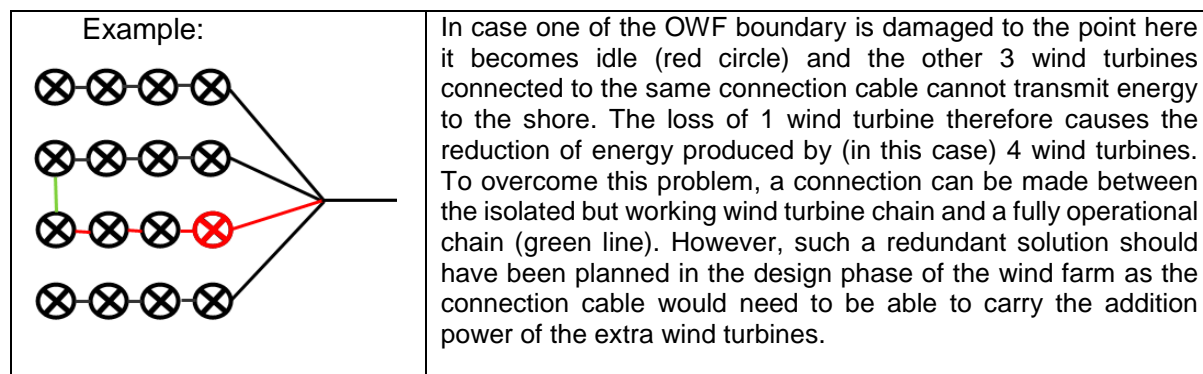 Example:
In case one of the OWF boundary is damaged to the point here
it becomes idle (red circle) and the other 3 wind turbines
connected to the same connection cable cannot transmit energy
to the shore. The loss of 1 wind turbine therefore causes the
reduction of energy produced by (in this case) 4 wind turbines.
To overcome this problem, a connection can be made between
the isolated but working wind turbine chain and a fully operational
chain (green line). However, such a redundant solution should
have been planned in the design phase of the wind farm as the
connection cable would need to be able to carry the addition
power of the extra wind turbines.